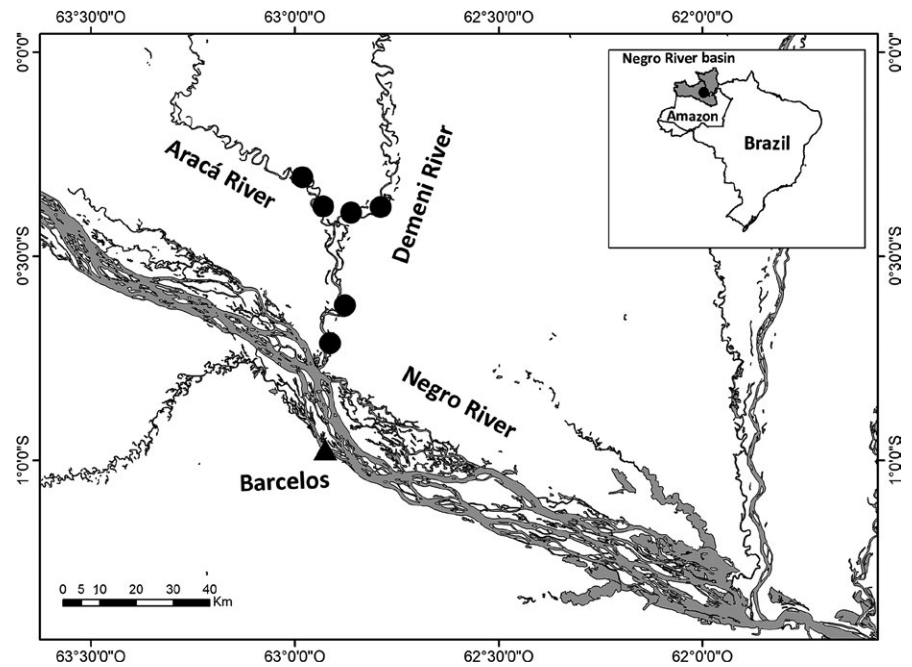 63°30'0"O 63°0'0"O 62°30'0"O 62°0'0"O
0°0'0"
0°30'0"S
1°0'0"S
Negro River basin
Amazon
Brazil
Aracá River
Demeni River
Negro River
Barcelos
0°0'0"
0°30'0"S
1°0'0"S
0 5 10 20 30 40
Km
63°30'0"O 63°0'0"O 62°30'0"O 62°0'0"O